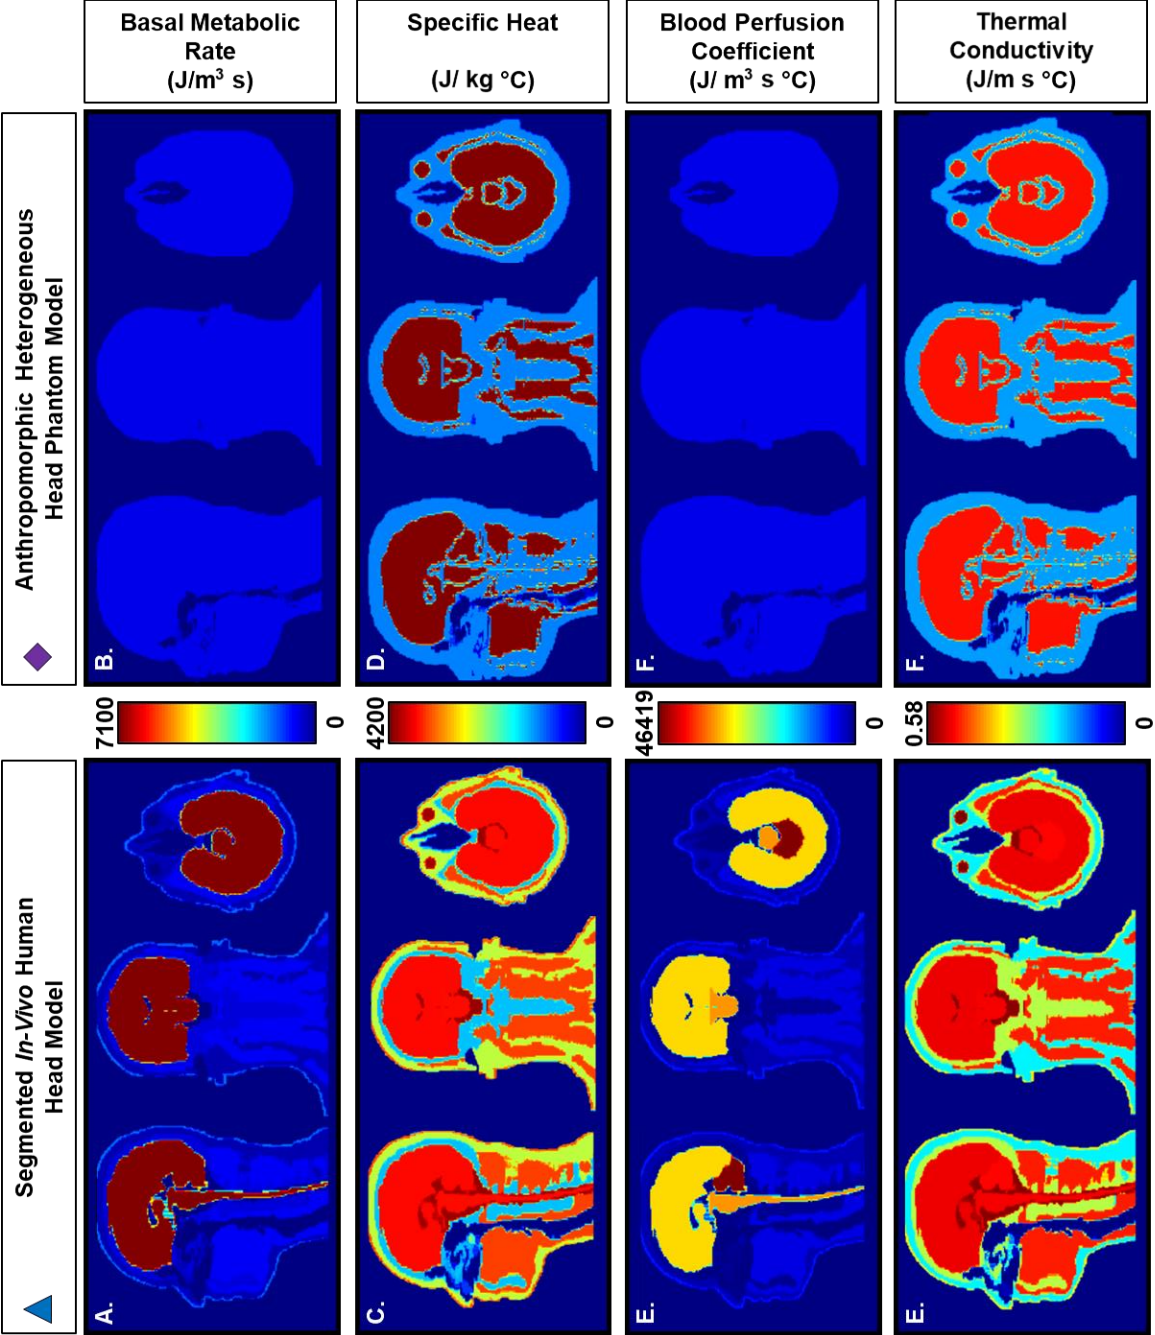 Basal Metabolic
Rate
(J/m³ s)
Specific Heat
(J/ kg °C)
Blood Perfusion
Coefficient
(J/ m³ s °C)
Thermal
Conductivity
(J/m s °C)
Anthropomorphic Heterogeneous
Head Phantom Model
B.
D.
F.
F.
7100
0
4200
0
46419
0
0.58
0
Segmented In-Vivo Human
Head Model
A.
C.
E.
E.